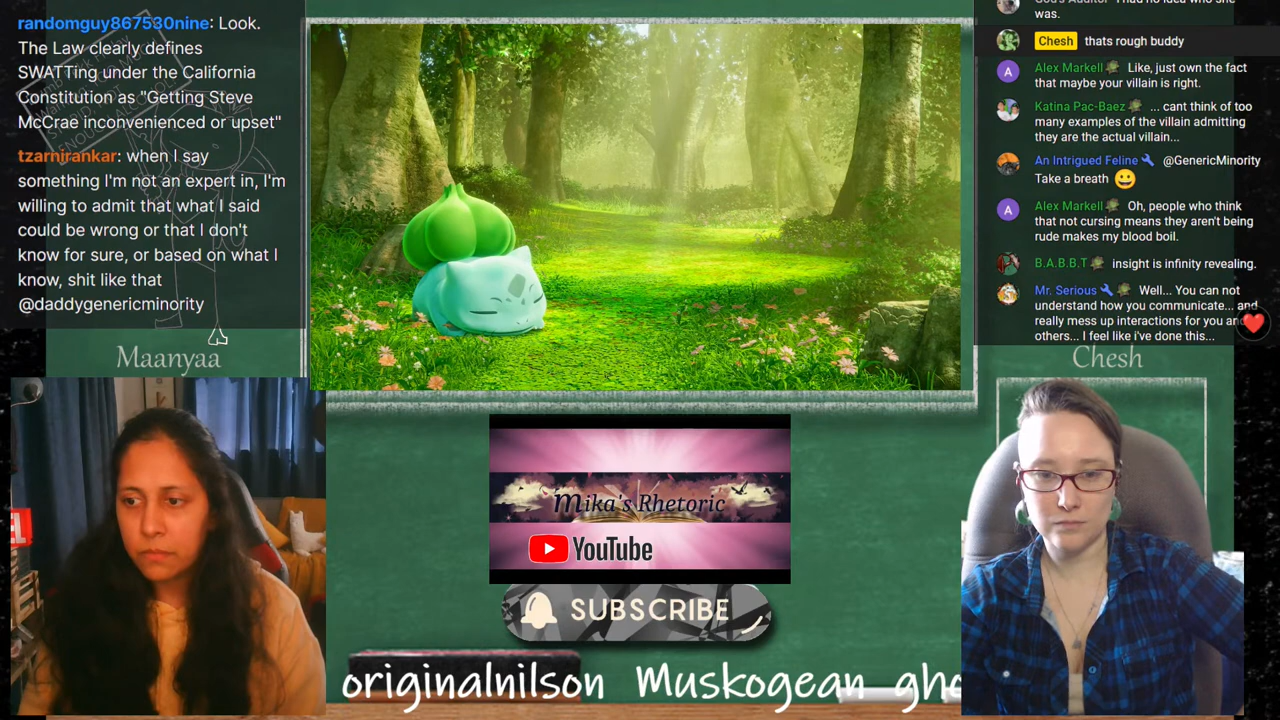 randomguy867530nine: Look.
The Law clearly defines
SWATTing under the California
Constitution as "Getting Steve
McCrae inconvenienced or upset"
tzarnirankar: when I say
something I'm not an expert in, I'm
willing to admit that what I said
could be wrong or that I don't
know for sure, or based on what I
know, shit like that
@daddygenericminority
Maanyaa
was.
Chesh thats rough buddy
Alex Markell Like, just own the fact
that maybe your villain is right.
Katina Pac-Baez ... cant think of too
many examples of the villain admitting
they are the actual villain...
An Intrigued Feline @GenericMinority
Take a breath 😀
Alex Markell Oh, people who think
that not cursing means they aren't being
rude makes my blood boil.
B.A.B.B.T insight is infinity revealing.
Mr. Serious Well... You can not
understand how you communicate... and
really mess up interactions for you and
others... I feel like i've done this...
Chesh
Mika's Rhetoric
YouTube
SUBSCRIBE
originalnilson Muskogean gho